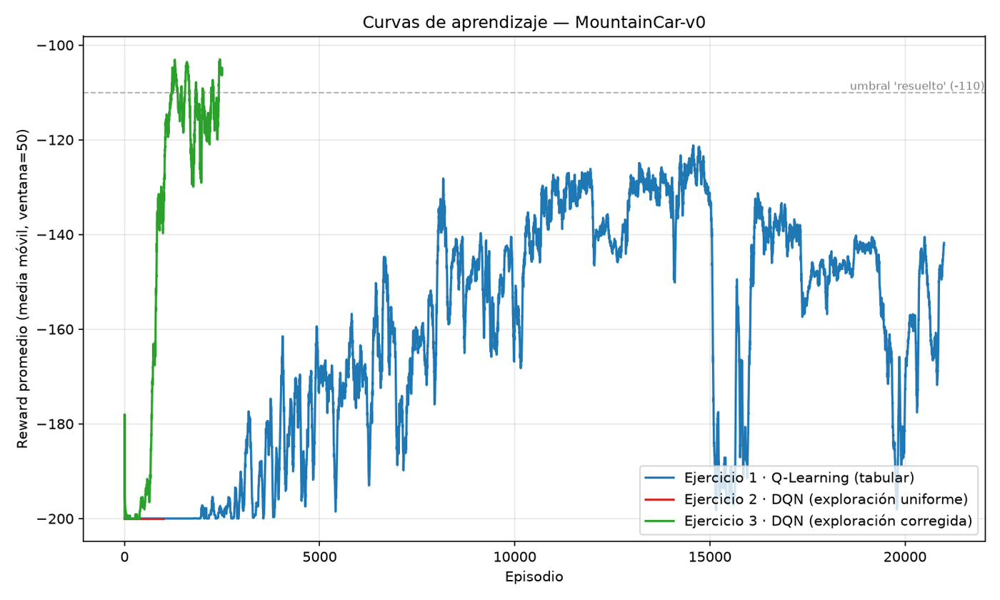 Curvas de aprendizaje — MountainCar-v0
Reward promedio (media móvil, ventana=50)
−100
−120
−140
−160
−180
−200
umbral 'resuelto' (-110)
Ejercicio 1 · Q-Learning (tabular)
Ejercicio 2 · DQN (exploración uniforme)
Ejercicio 3 · DQN (exploración corregida)
0
5000
10000
15000
20000
Episodio